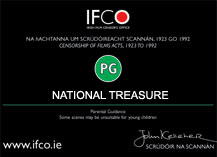 IFCO
IRISH FILM CENSORS OFFICE
NA hACHTANNA UM SCRÚDÓIREACHT SCANNÁN, 1923 GO 1992
CENSORSHIP OF FILMS ACTS, 1923 TO 1992
PG
NATIONAL TREASURE
Parental Guidance
Some scenes may be unsuitable for young children
John Kelleher
www.ifco.ie
SCRÚDÓIR NA SCANNÁN